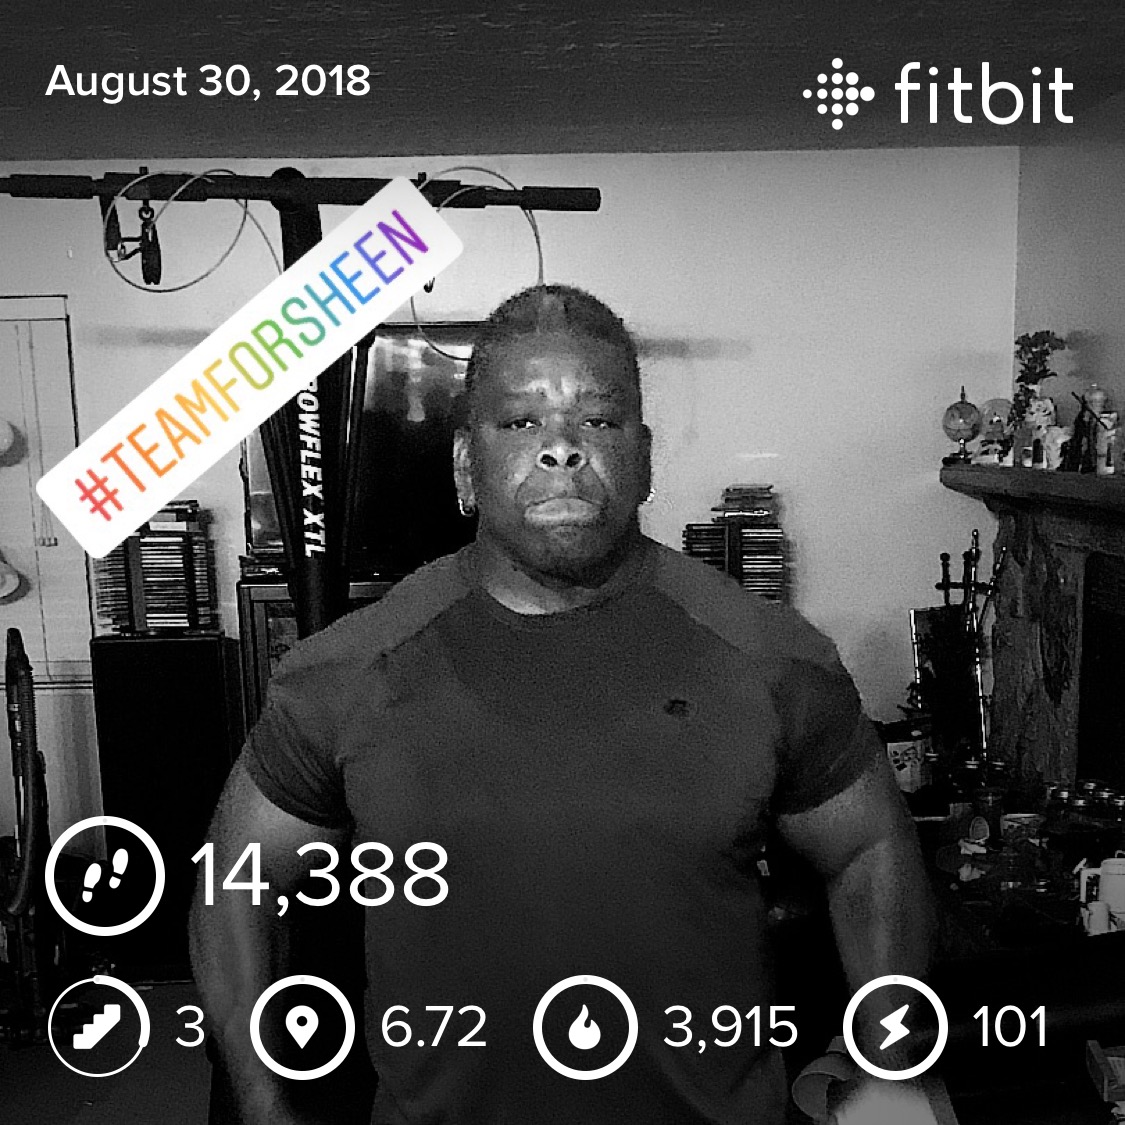 August 30, 2018
fitbit
#TEAMFORSHEEN
BOWFLEX XTL
14,388
3
6.72
3,915
101